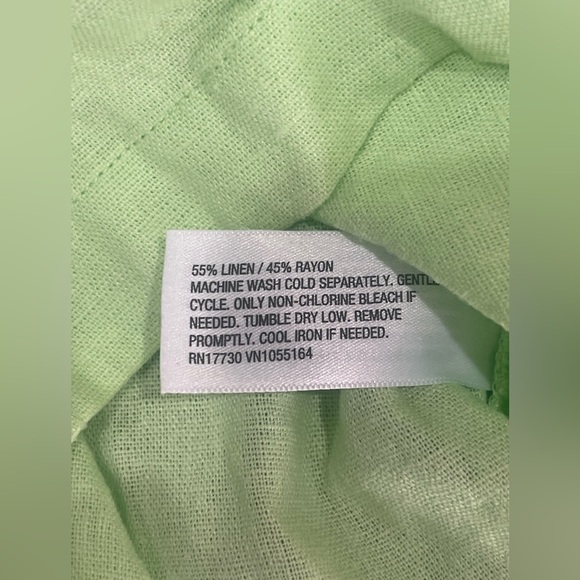 55% LINEN / 45% RAYON
MACHINE WASH COLD SEPARATELY. GENTLE
CYCLE. ONLY NON-CHLORINE BLEACH IF
NEEDED. TUMBLE DRY LOW. REMOVE
PROMPTLY. COOL IRON IF NEEDED.
RN17730 VN1055164